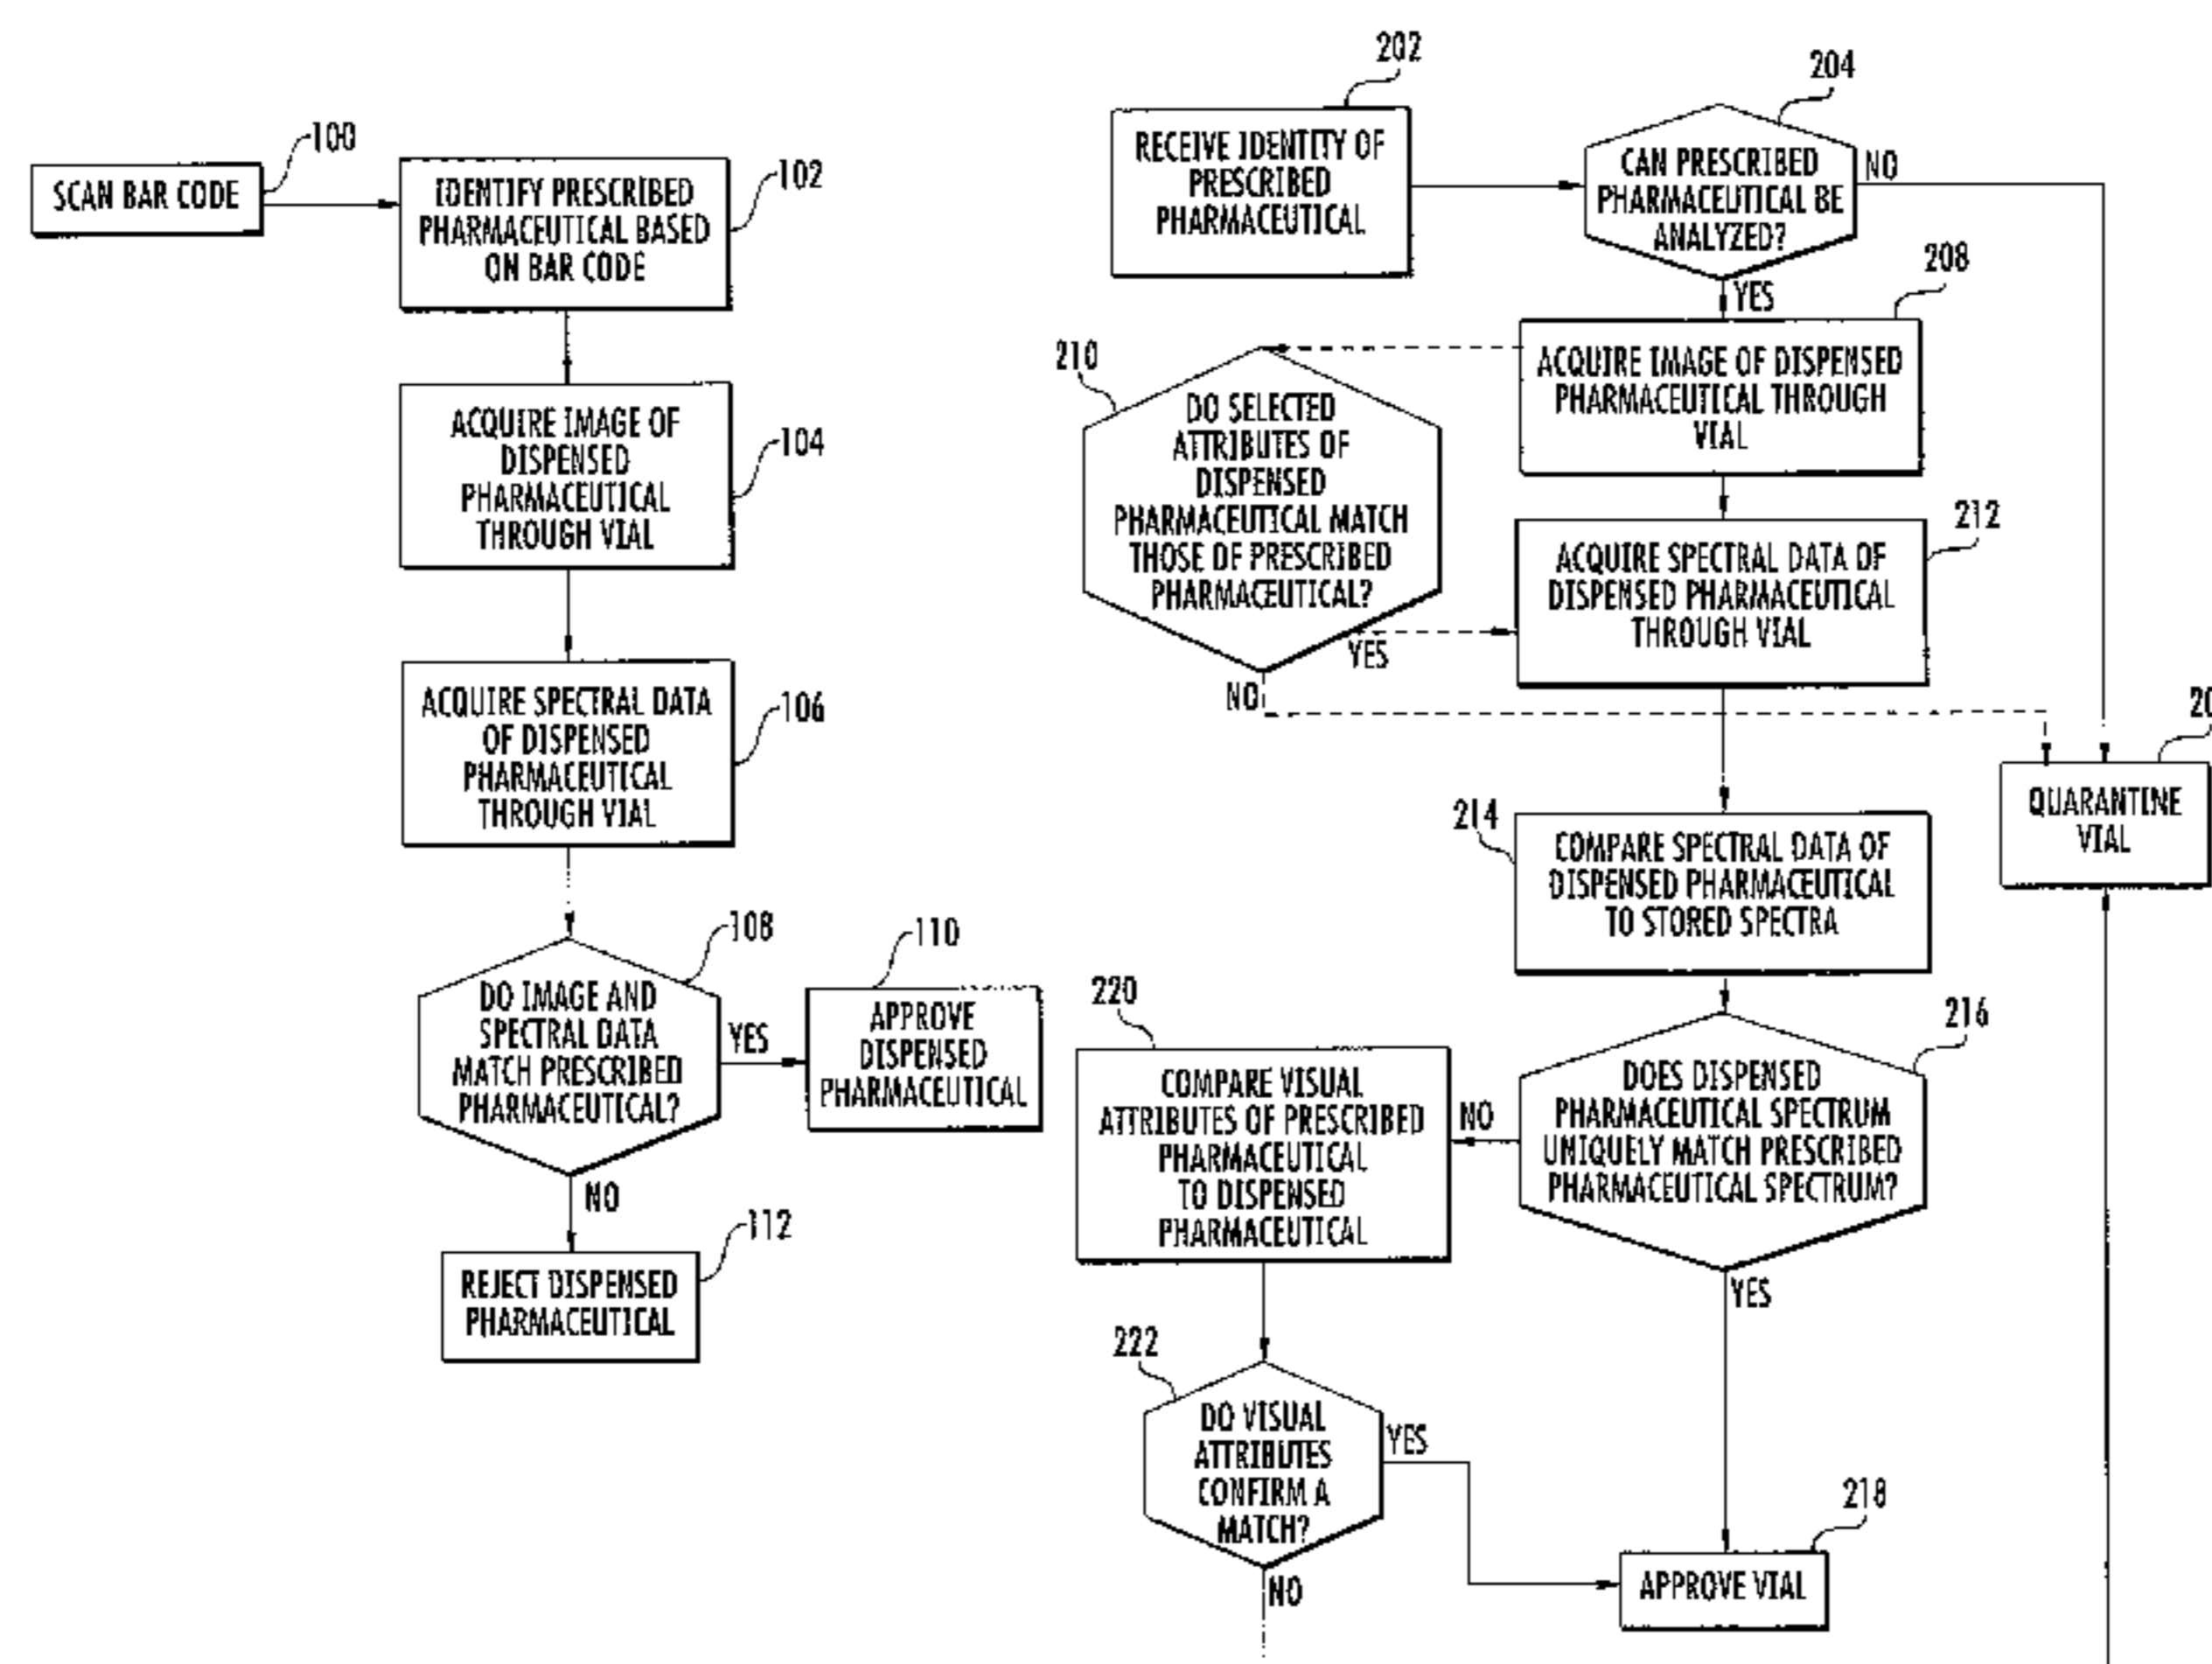 100
SCAN BAR CODE
102
IDENTIFY PRESCRIBED
PHARMACEUTICAL BASED
ON BAR CODE
104
ACQUIRE IMAGE OF
DISPENSED
PHARMACEUTICAL
THROUGH VIAL
106
ACQUIRE SPECTRAL DATA
OF DISPENSED
PHARMACEUTICAL
THROUGH VIAL
108
DO IMAGE AND
SPECTRAL DATA
MATCH PRESCRIBED
PHARMACEUTICAL?
YES
110
APPROVE
DISPENSED
PHARMACEUTICAL
NO
112
REJECT DISPENSED
PHARMACEUTICAL
202
RECEIVE IDENTITY OF
PRESCRIBED
PHARMACEUTICAL
204
CAN PRESCRIBED
PHARMACEUTICAL BE
ANALYZED?
NO
YES
208
ACQUIRE IMAGE OF DISPENSED
PHARMACEUTICAL THROUGH
VIAL
210
DO SELECTED
ATTRIBUTES OF
DISPENSED
PHARMACEUTICAL MATCH
THOSE OF PRESCRIBED
PHARMACEUTICAL?
YES
NO
212
ACQUIRE SPECTRAL DATA OF
DISPENSED PHARMACEUTICAL
THROUGH VIAL
QUARANTINE
VIAL
214
COMPARE SPECTRAL DATA OF
DISPENSED PHARMACEUTICAL
TO STORED SPECTRA
216
DOES DISPENSED
PHARMACEUTICAL SPECTRUM
UNIQUELY MATCH PRESCRIBED
PHARMACEUTICAL SPECTRUM?
NO
YES
220
COMPARE VISUAL
ATTRIBUTES OF PRESCRIBED
PHARMACEUTICAL
TO DISPENSED
PHARMACEUTICAL
222
DO VISUAL
ATTRIBUTES
CONFIRM A
MATCH?
YES
NO
218
APPROVE VIAL